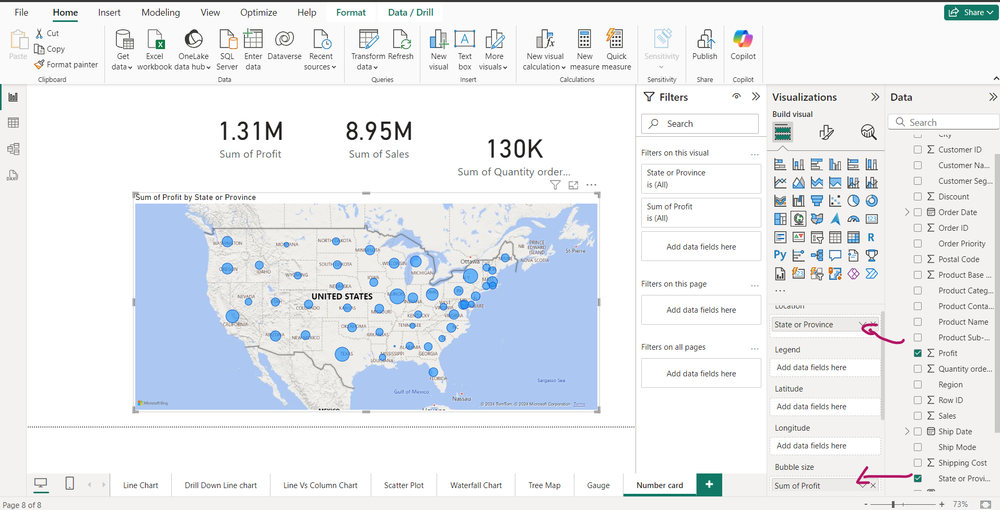 File Home Insert Modeling View Optimize Help Format Data / Drill Share
Paste Cut Copy Format painter
Get data Excel workbook OneLake data hub SQL Server Enter data Dataverse Recent sources
Transform data Refresh New visual Text box More visuals
New visual calculation New measure Quick measure Sensitivity Publish Copilot
Clipboard Data Queries Insert Calculations Sensitivity Share Copilot
1.31M
Sum of Profit
8.95M
Sum of Sales
130K
Sum of Quantity order...
Sum of Profit by State or Province
WASHINGTON
MONTANA
NORTH DAKOTA
MINNESOTA
OREGON
IDAHO
WYOMING
SOUTH DAKOTA
WISCONSIN
MICHIGAN
Ottawa
MAINE
NB
PRINCE EDWARD ISLAND
NOVA SCOTIA
St-Pierre
VT
N.Y.
MASS
IOWA
NEBRASKA
NEVADA
UTAH
COLORADO
UNITED STATES
KANSAS
MISSOURI
ILLINOIS
INDIANA
OHIO
PA
NJ
MD
DELAWARE
WEST VIRGINIA
VIRGINIA
KENTUCKY
CALIFORNIA
ARIZONA
NEW MEXICO
OKLAHOMA
ARKANSAS
TENNESSEE
NC
SC
TEXAS
LOUISIANA
MISSISSIPPI
ALABAMA
GEORGIA
FLORIDA
Gulf of Mexico
Sargasso Sea
Nassau
Havana
MEXICO
Microsoft Bing
© 2024 TomTom, © 2024 Microsoft Corporation Terms
Filters
Search
Filters on this visual ...
State or Province
is (All)
Sum of Profit
is (All)
Add data fields here
Filters on this page ...
Add data fields here
Filters on all pages ...
Add data fields here
Visualizations
Build visual
123
R
Py
123
...
Location
State or Province
Legend
Add data fields here
Latitude
Add data fields here
Longitude
Add data fields here
Bubble size
Sum of Profit
Data
Search
City
Customer ID
Customer Na...
Customer Seg...
Discount
Order Date
Order ID
Order Priority
Postal Code
Product Base ...
Product Categ...
Product Conta...
Product Name
Product Sub-...
Profit
Quantity orde...
Region
Row ID
Sales
Ship Date
Ship Mode
Shipping Cost
State or Provi...
DAX
Line Chart Drill Down Line chart Line Vs Column Chart Scatter Plot Waterfall Chart Tree Map Gauge Number card +
Page 8 of 8
- + 73%